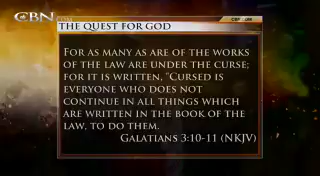 CBN.com
THE QUEST FOR GOD
FOR AS MANY AS ARE OF THE WORKS
OF THE LAW ARE UNDER THE CURSE;
FOR IT IS WRITTEN, "CURSED IS
EVERYONE WHO DOES NOT
CONTINUE IN ALL THINGS WHICH
ARE WRITTEN IN THE BOOK OF THE
LAW, TO DO THEM.
GALATIANS 3:10-11 (NKJV)